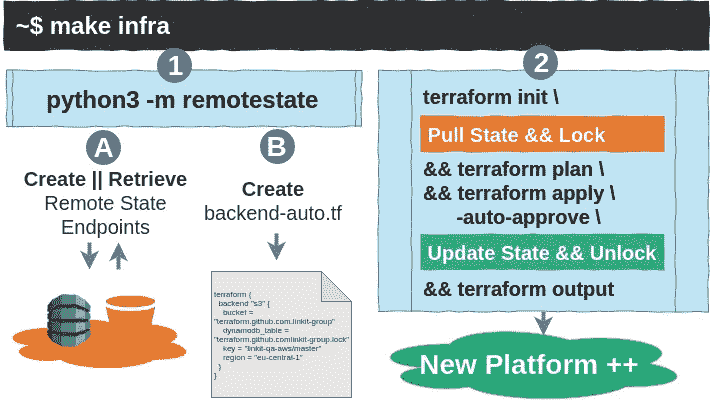 ~$ make infra
1
python3 -m remotestate
A
Create || Retrieve
Remote State
Endpoints
B
Create
backend-auto.tf
terraform {
backend "s3" {
bucket =
"terraform.github.com.linkit-group"
dynamodb_table =
"terraform.github.comlinkit-group.lock"
key = "linkit-qa-aws/master"
region = "eu-central-1"
}
}
2
terraform init \
Pull State && Lock
&& terraform plan \
&& terraform apply \
-auto-approve \
Update State && Unlock
&& terraform output
New Platform ++